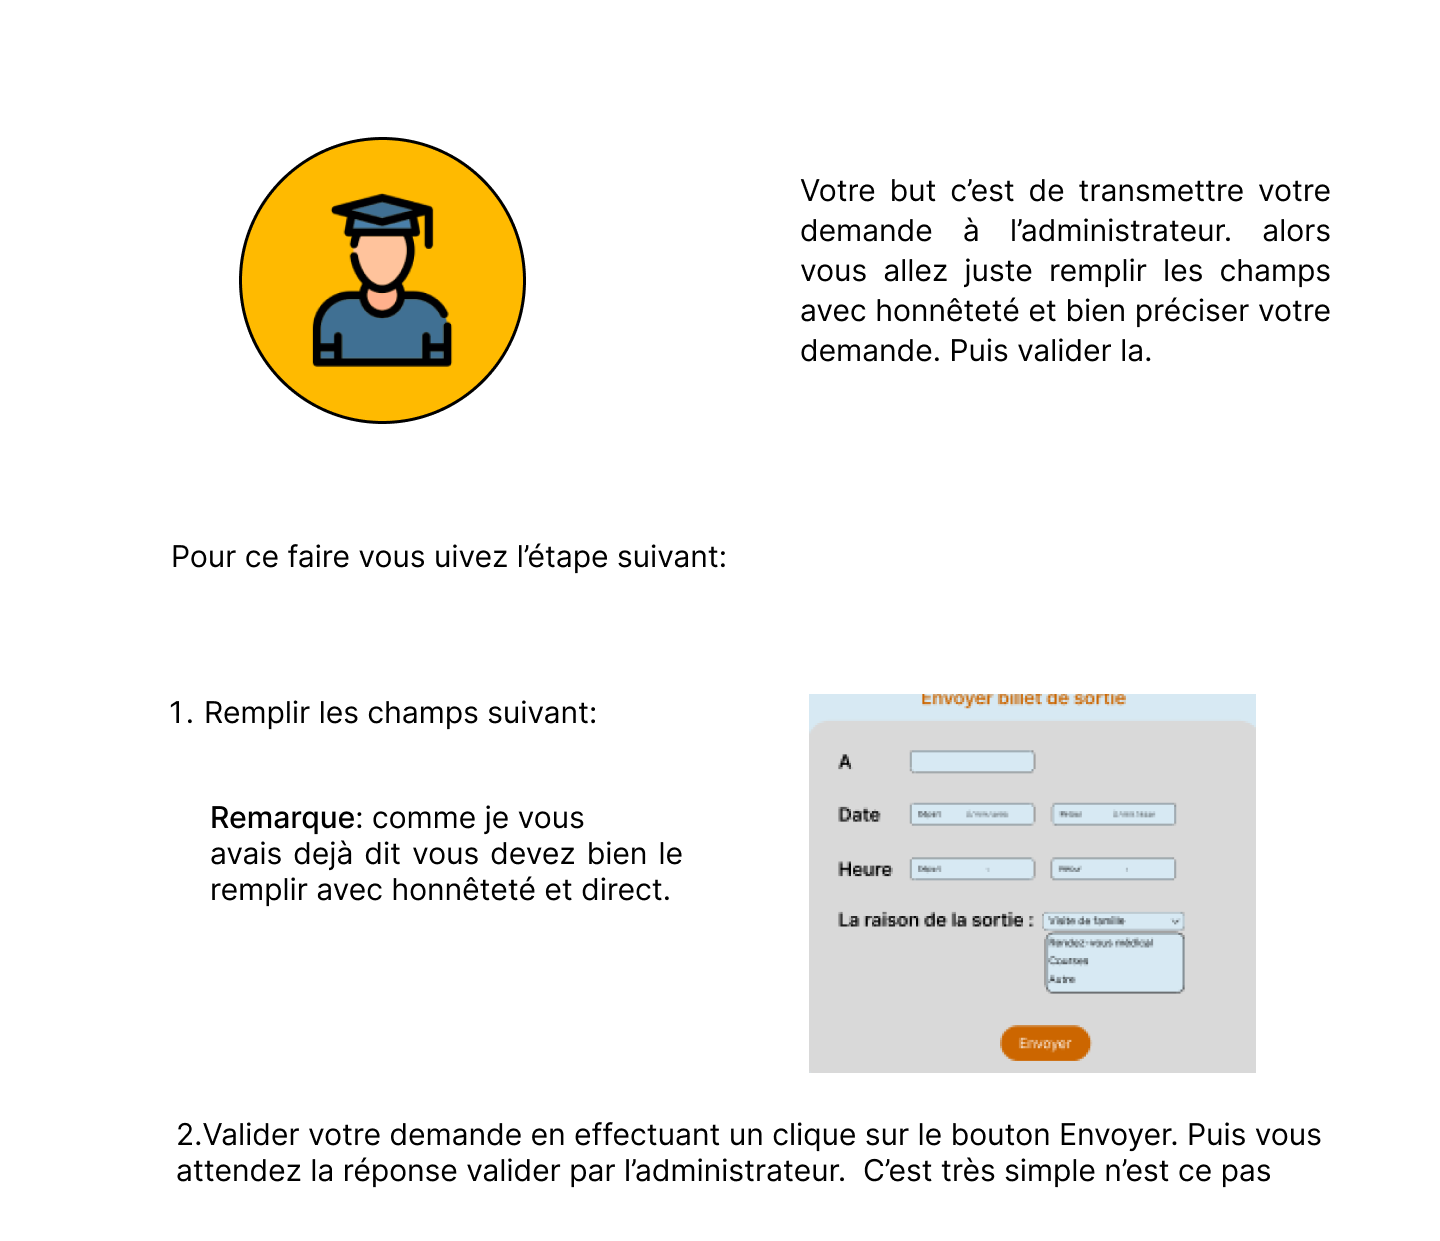 Votre but c’est de transmettre votre
demande à l’administrateur. alors
vous allez juste remplir les champs
avec honnêteté et bien préciser votre
demande. Puis valider la.
Pour ce faire vous uivez l’étape suivant:
1. Remplir les champs suivant:
Remarque: comme je vous
avais dejà dit vous devez bien le
remplir avec honnêteté et direct.
Envoyer billet de sortie
A
Date Départ Retour
Heure Départ Retour
La raison de la sortie : Visite de famille
Rendez-vous médical
Courses
Autre
Envoyer
2.Valider votre demande en effectuant un clique sur le bouton Envoyer. Puis vous
attendez la réponse valider par l’administrateur.  C’est très simple n’est ce pas